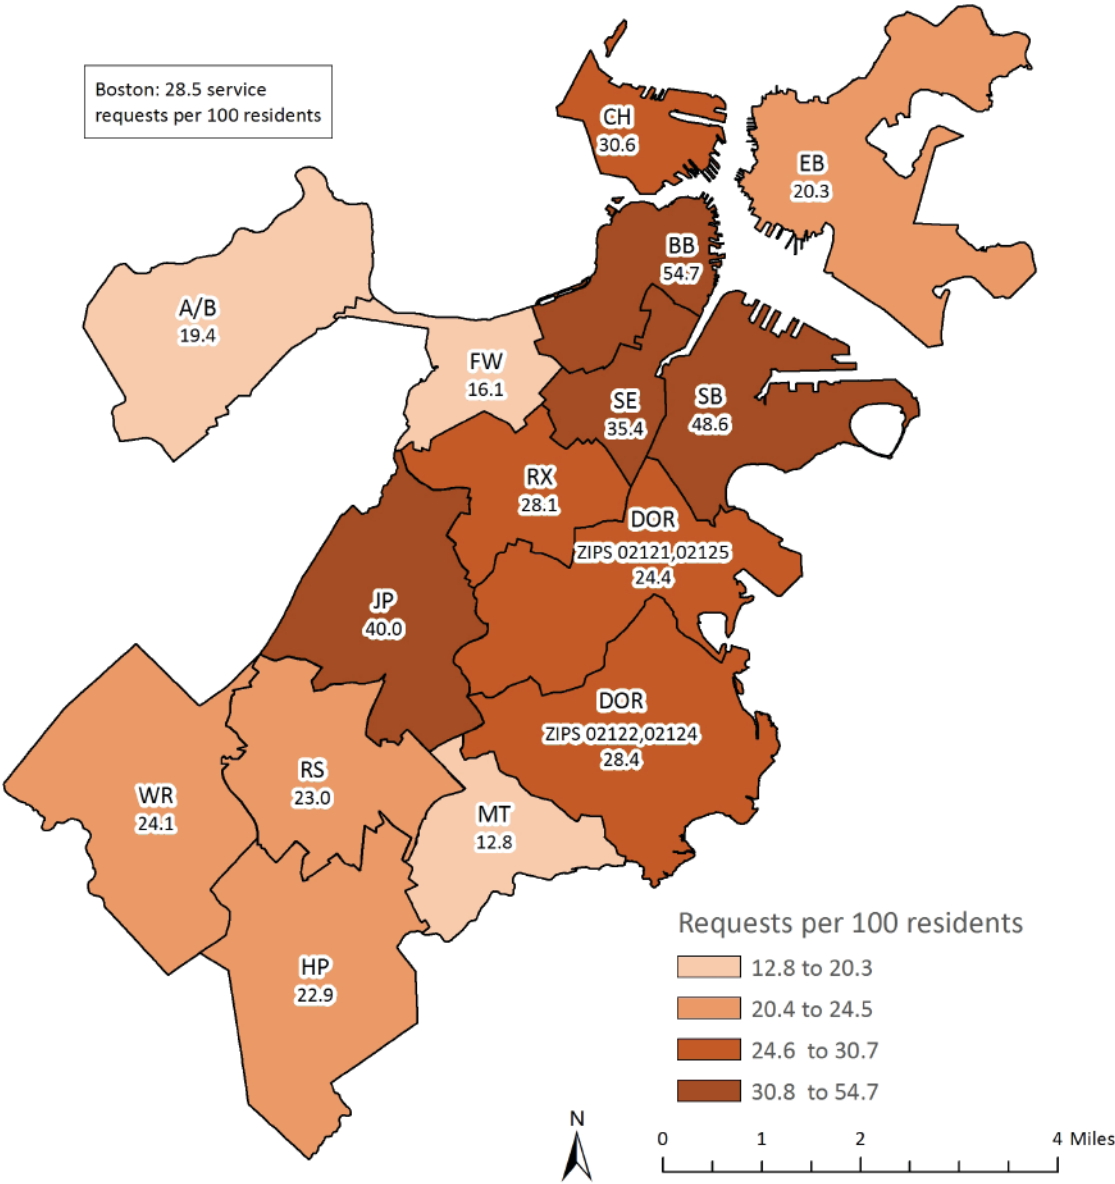 Boston: 28.5 service
requests per 100 residents
CH
30.6
EB
20.3
BB
54.7
A/B
19.4
FW
16.1
SE
35.4
SB
48.6
RX
28.1
DOR
ZIPS 02121,02125
24.4
JP
40.0
DOR
ZIPS 02122,02124
28.4
RS
23.0
WR
24.1
MT
12.8
HP
22.9
Requests per 100 residents
12.8 to 20.3
20.4 to 24.5
24.6 to 30.7
30.8 to 54.7
N
0 1 2 4 Miles